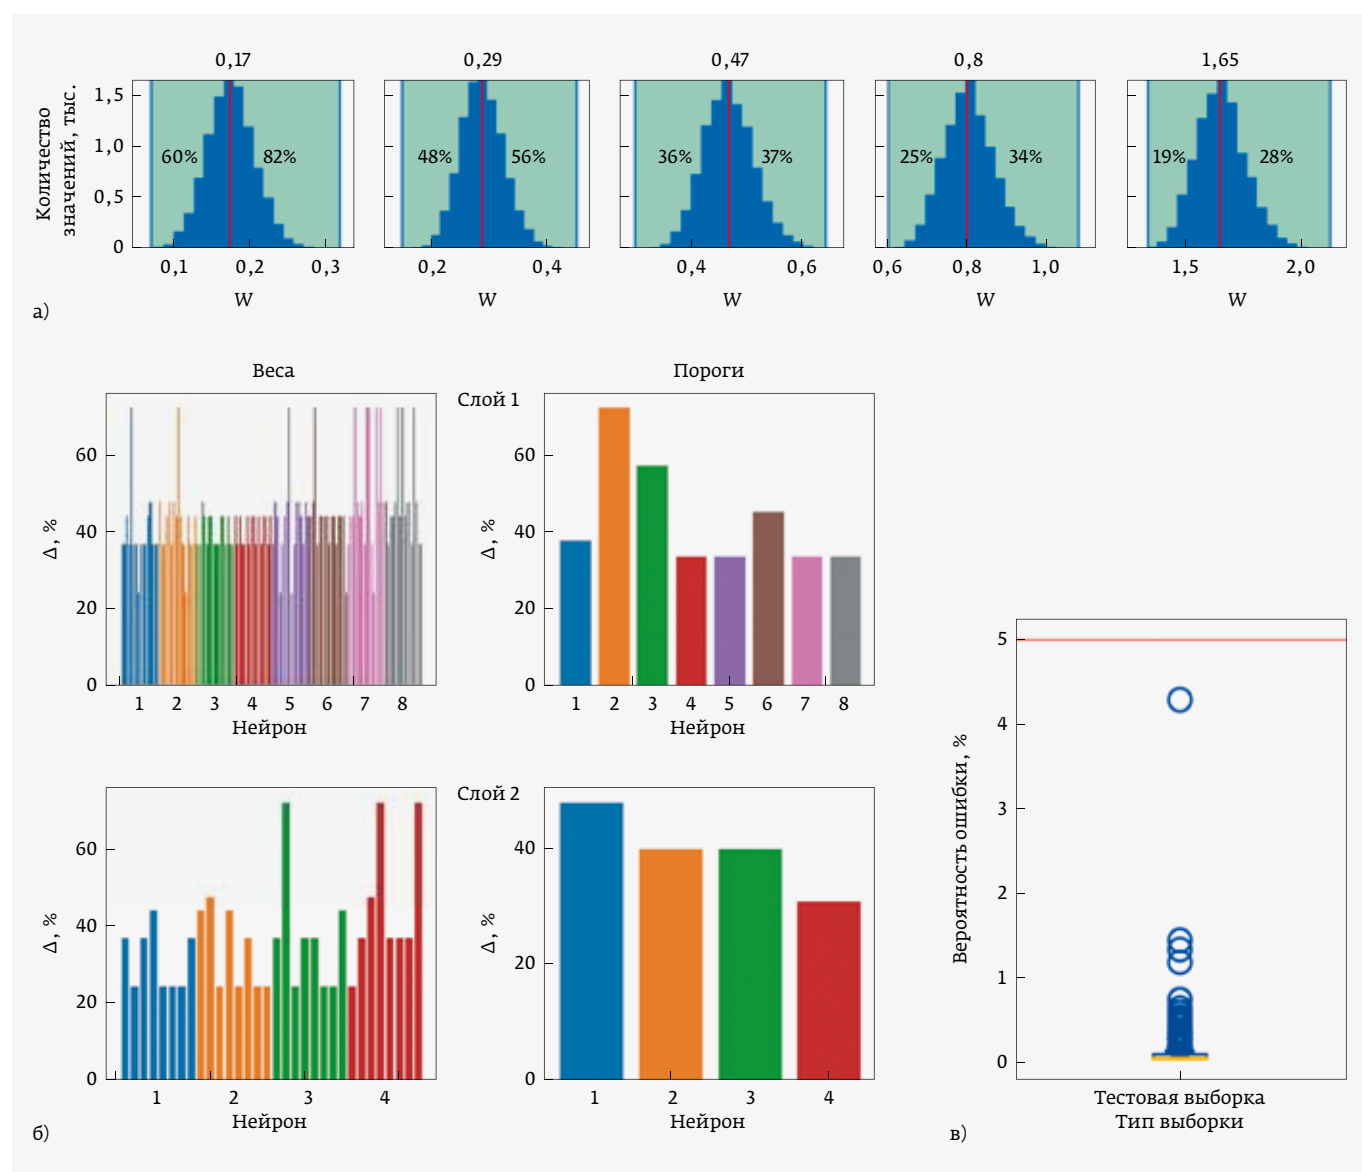 0,17 0,29 0,47 0,8 1,65
Количество
значений, тыс.
1,5
1,0
0,5
0
60% 82% 48% 56% 36% 37% 25% 34% 19% 28%
0,1 0,2 0,3 0,2 0,4 0,4 0,6 0,6 0,8 1,0 1,5 2,0
W W W W W
а)
Веса
Слой 1
Пороги
Δ, %
60
40
20
0
1 2 3 4 5 6 7 8
Нейрон
Δ, %
60
40
20
0
1 2 3 4 5 6 7 8
Нейрон
Слой 2
Δ, %
60
40
20
0
1 2 3 4
Нейрон
Δ, %
40
20
0
1 2 3 4
Нейрон
б)
Вероятность ошибки, %
5
4
3
2
1
0
Тестовая выборка
Тип выборки
в)